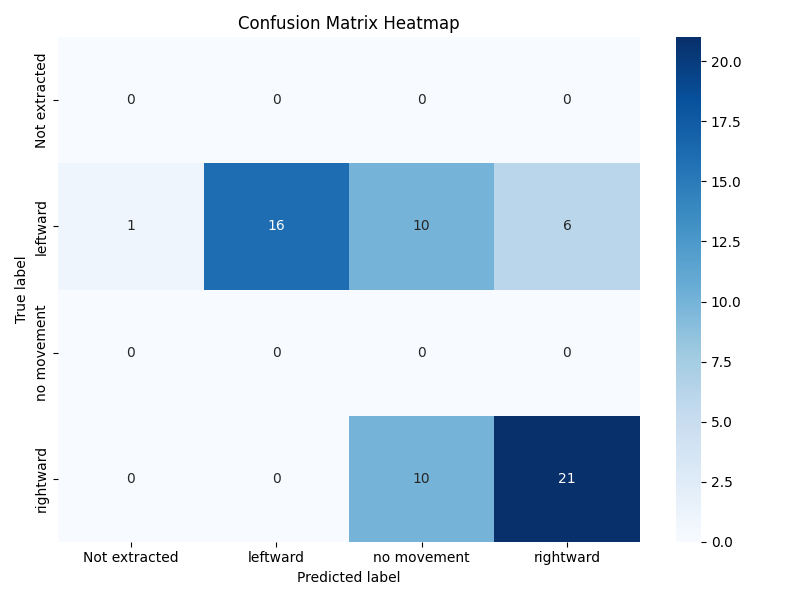 Confusion Matrix Heatmap
True label
Not extracted
0 0 0 0
leftward
1 16 10 6
no movement
0 0 0 0
rightward
0 0 10 21
Not extracted leftward no movement rightward
Predicted label
20.0
17.5
15.0
12.5
10.0
7.5
5.0
2.5
0.0